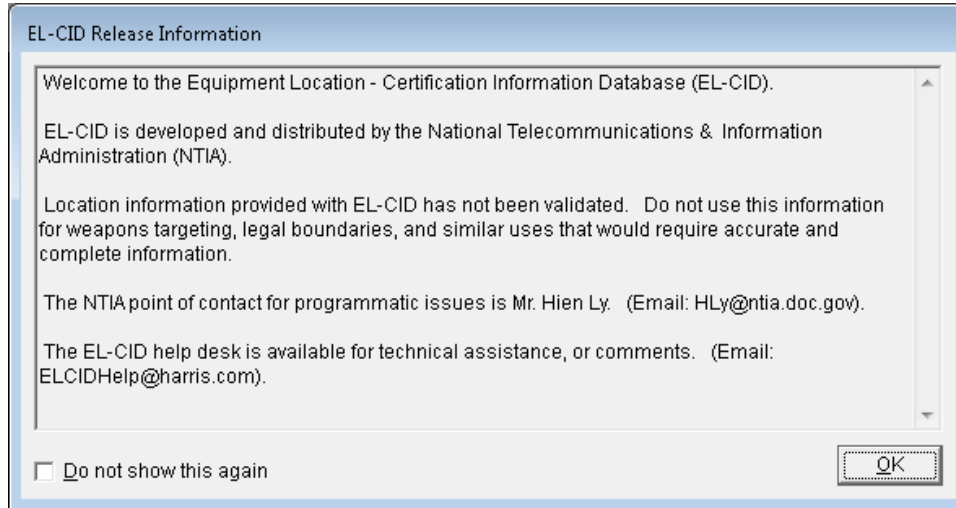 EL-CID Release Information
Welcome to the Equipment Location - Certification Information Database (EL-CID).
EL-CID is developed and distributed by the National Telecommunications & Information
Administration (NTIA).
Location information provided with EL-CID has not been validated. Do not use this information
for weapons targeting, legal boundaries, and similar uses that would require accurate and
complete information.
The NTIA point of contact for programmatic issues is Mr. Hien Ly. (Email: HLy@ntia.doc.gov).
The EL-CID help desk is available for technical assistance, or comments. (Email:
ELCIDHelp@harris.com).
Do not show this again
OK